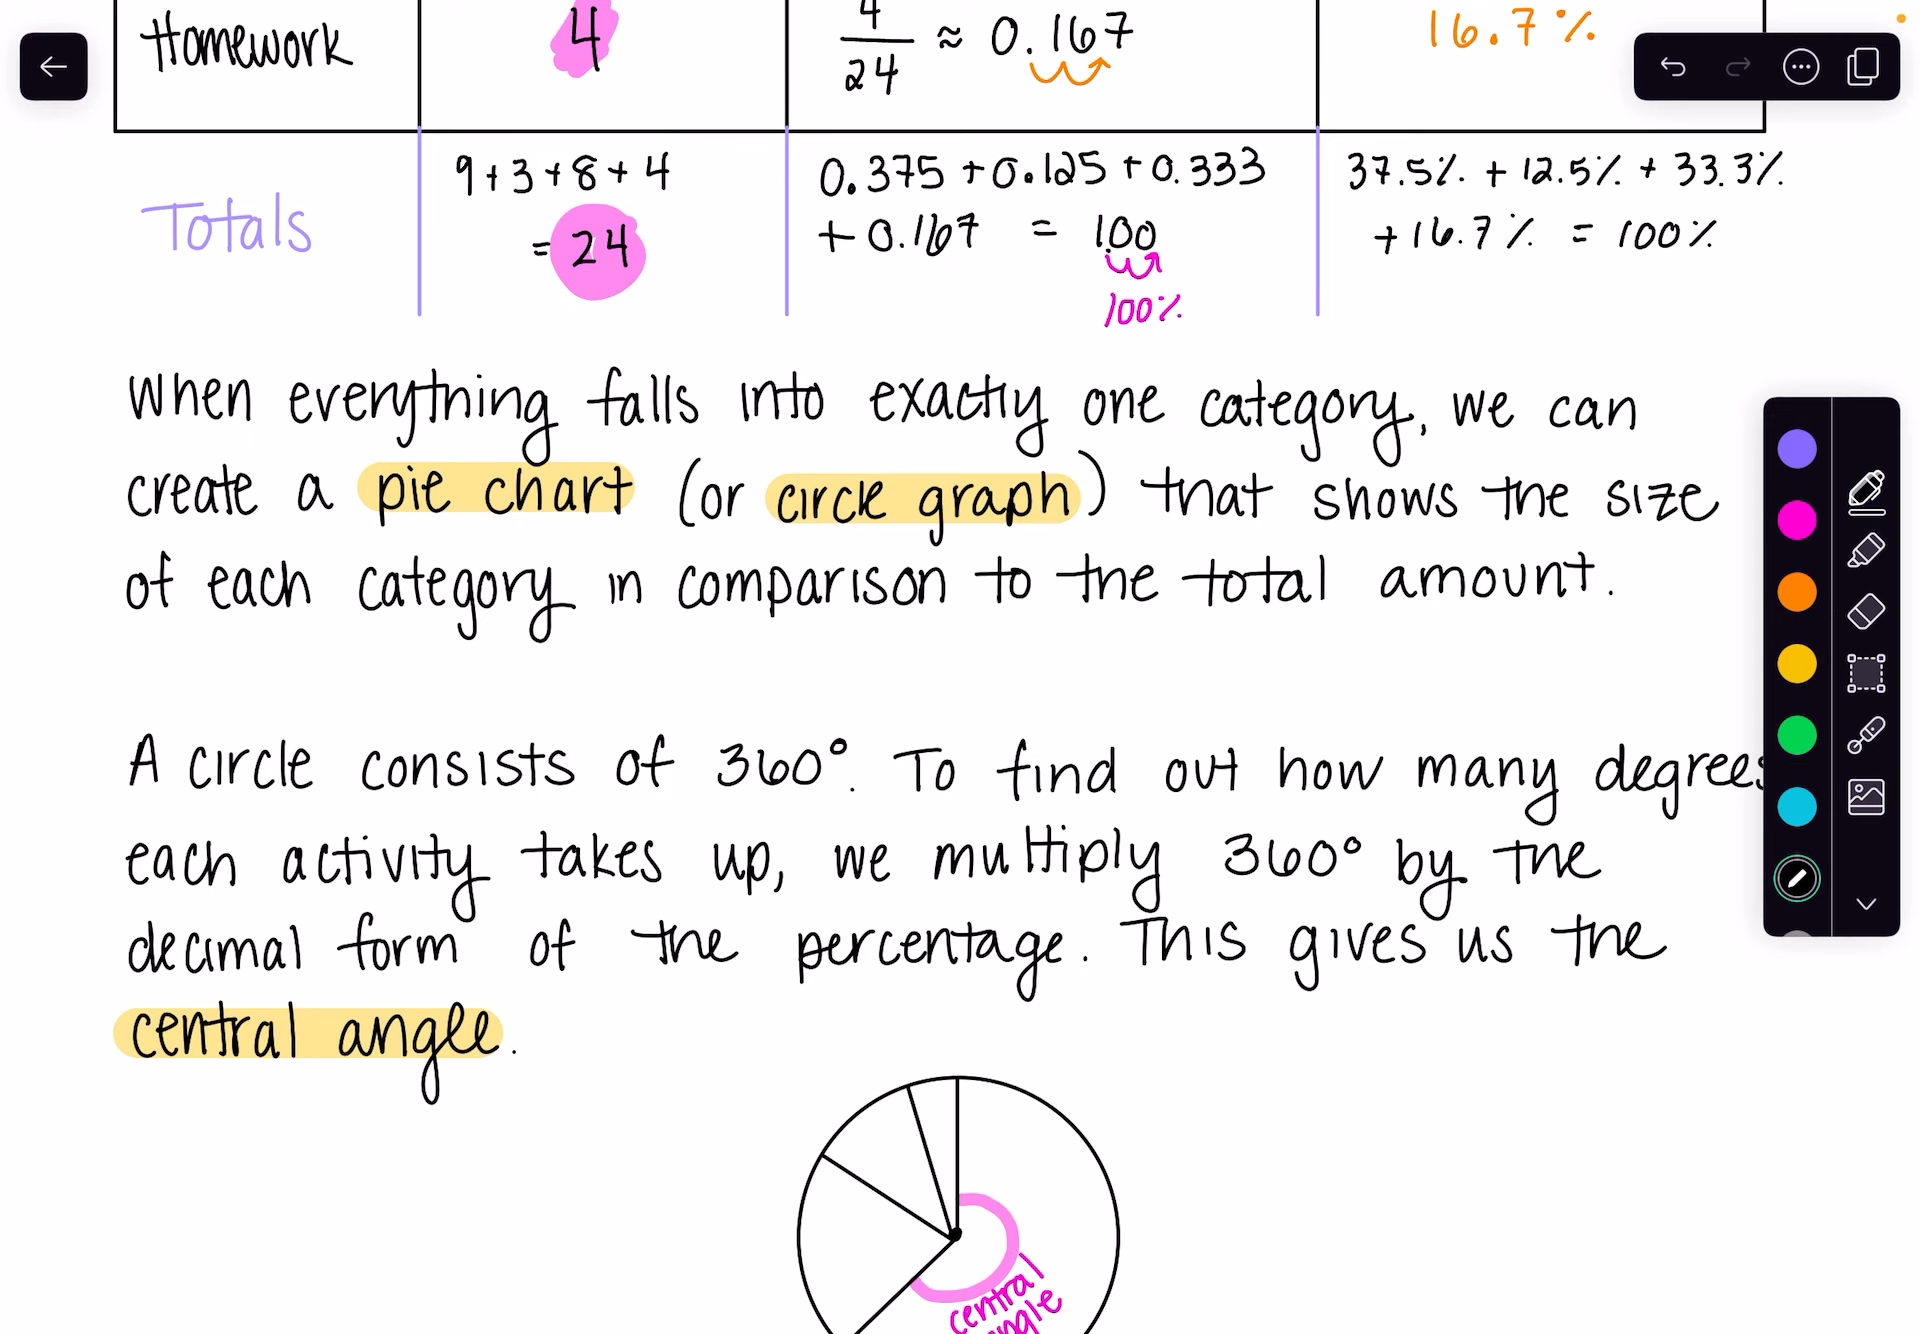 Homework 4 4/24 ≈ 0.167 16.7%
Totals
9+3+8+4
= 24
0.375 + 0.125 + 0.333
+ 0.167 = 1.00
100%
37.5% + 12.5% + 33.3%
+ 16.7% = 100%
When everything falls into exactly one category, we can
create a pie chart (or circle graph) that shows the size
of each category in comparison to the total amount.
A circle consists of 360°. To find out how many degrees
each activity takes up, we multiply 360° by the
decimal form of the percentage. This gives us the
central angle.
central
angle